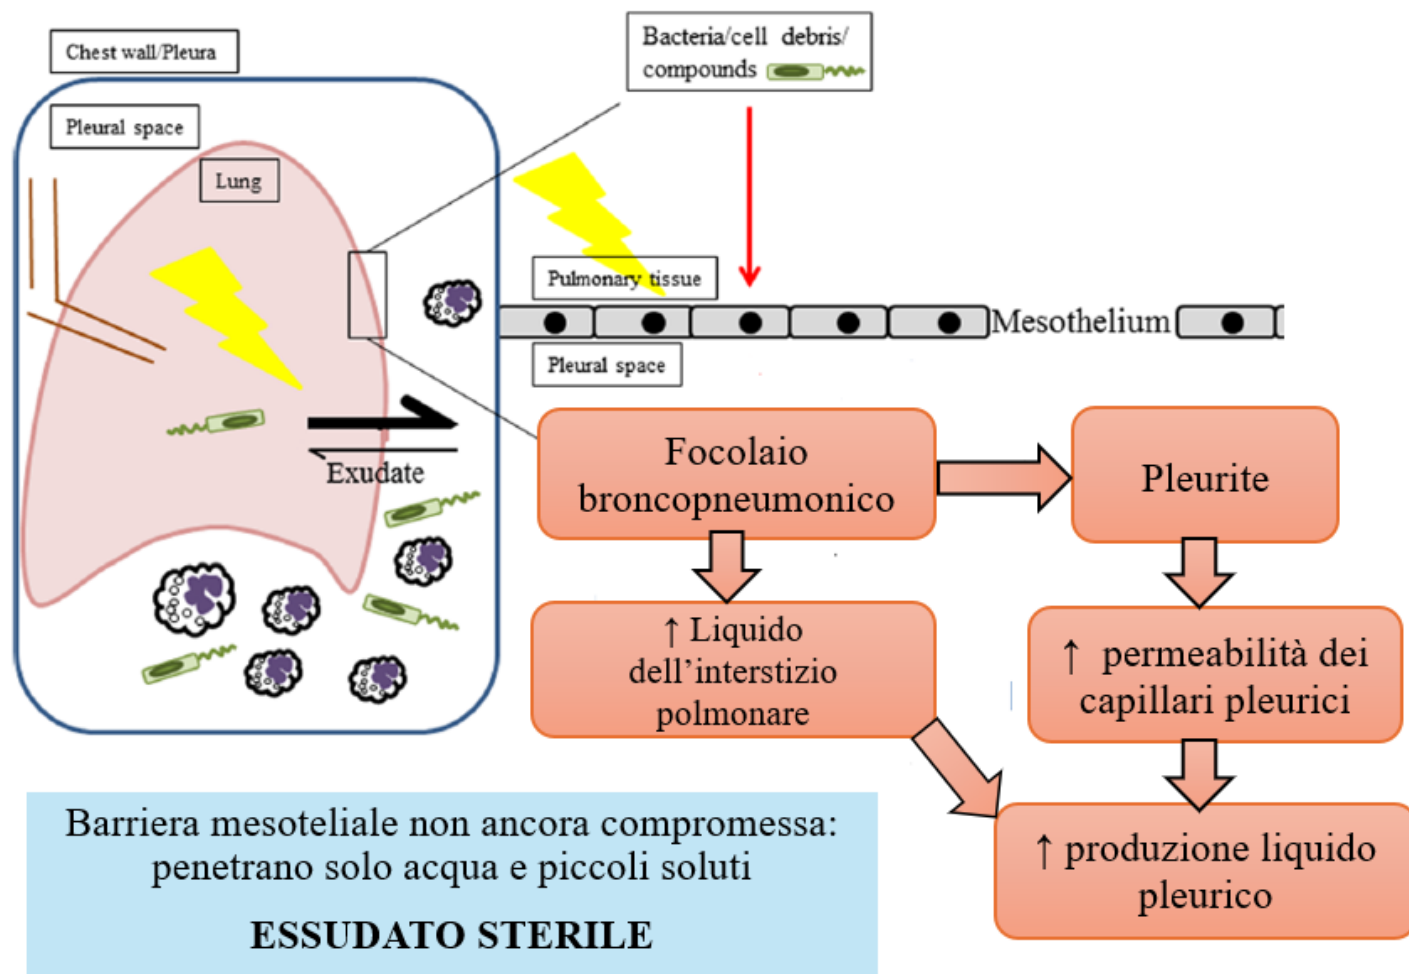 Chest wall/Pleura
Pleural space
Lung
Exudate
Bacteria/cell debris/
compounds
Pulmonary tissue
Mesothelium
Pleural space
Focolaio
broncopneumonico
Pleurite
↑ Liquido
dell’interstizio
polmonare
↑ permeabilità dei
capillari pleurici
↑ produzione liquido
pleurico
Barriera mesoteliale non ancora compromessa:
penetrano solo acqua e piccoli soluti
ESSUDATO STERILE